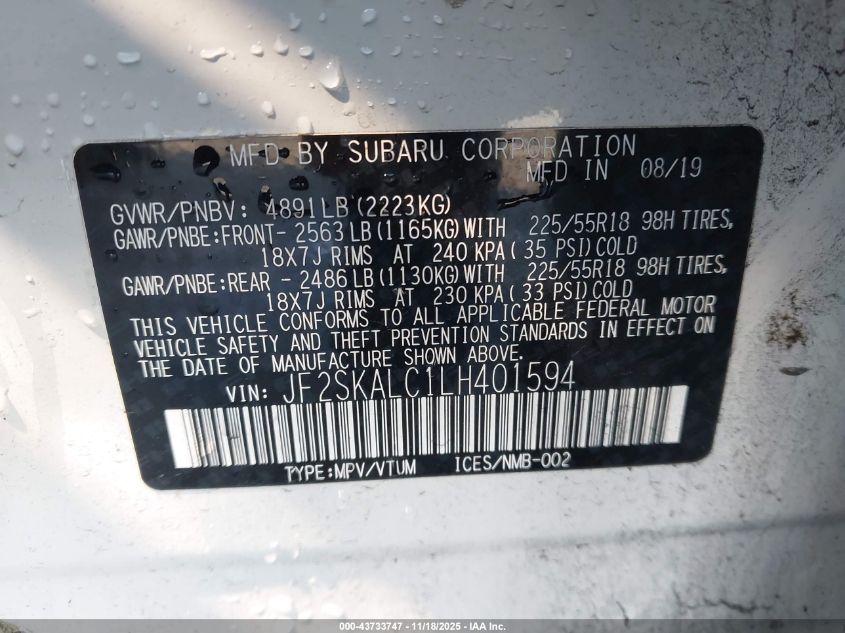 MFD BY SUBARU CORPORATION
MFD IN 08/19
GVWR/PNBV: 4891LB(2223KG)
GAWR/PNBE:FRONT- 2563LB(1165KG)WITH 225/55R18 98H TIRES,
18X7J RIMS AT 240 KPA(35 PSI)COLD
GAWR/PNBE:REAR - 2486LB(1130KG)WITH 225/55R18 98H TIRES,
18X7J RIMS AT 230 KPA(33 PSI)COLD
THIS VEHICLE CONFORMS TO ALL APPLICABLE FEDERAL MOTOR
VEHICLE SAFETY AND THEFT PREVENTION STANDARDS IN EFFECT ON
THE DATE OF MANUFACTURE SHOWN ABOVE.
VIN: JF2SKALC1LH401594
TYPE:MPV/VTUM ICES/NMB-002
000-43733747 - 11/18/2025 - IAA Inc.